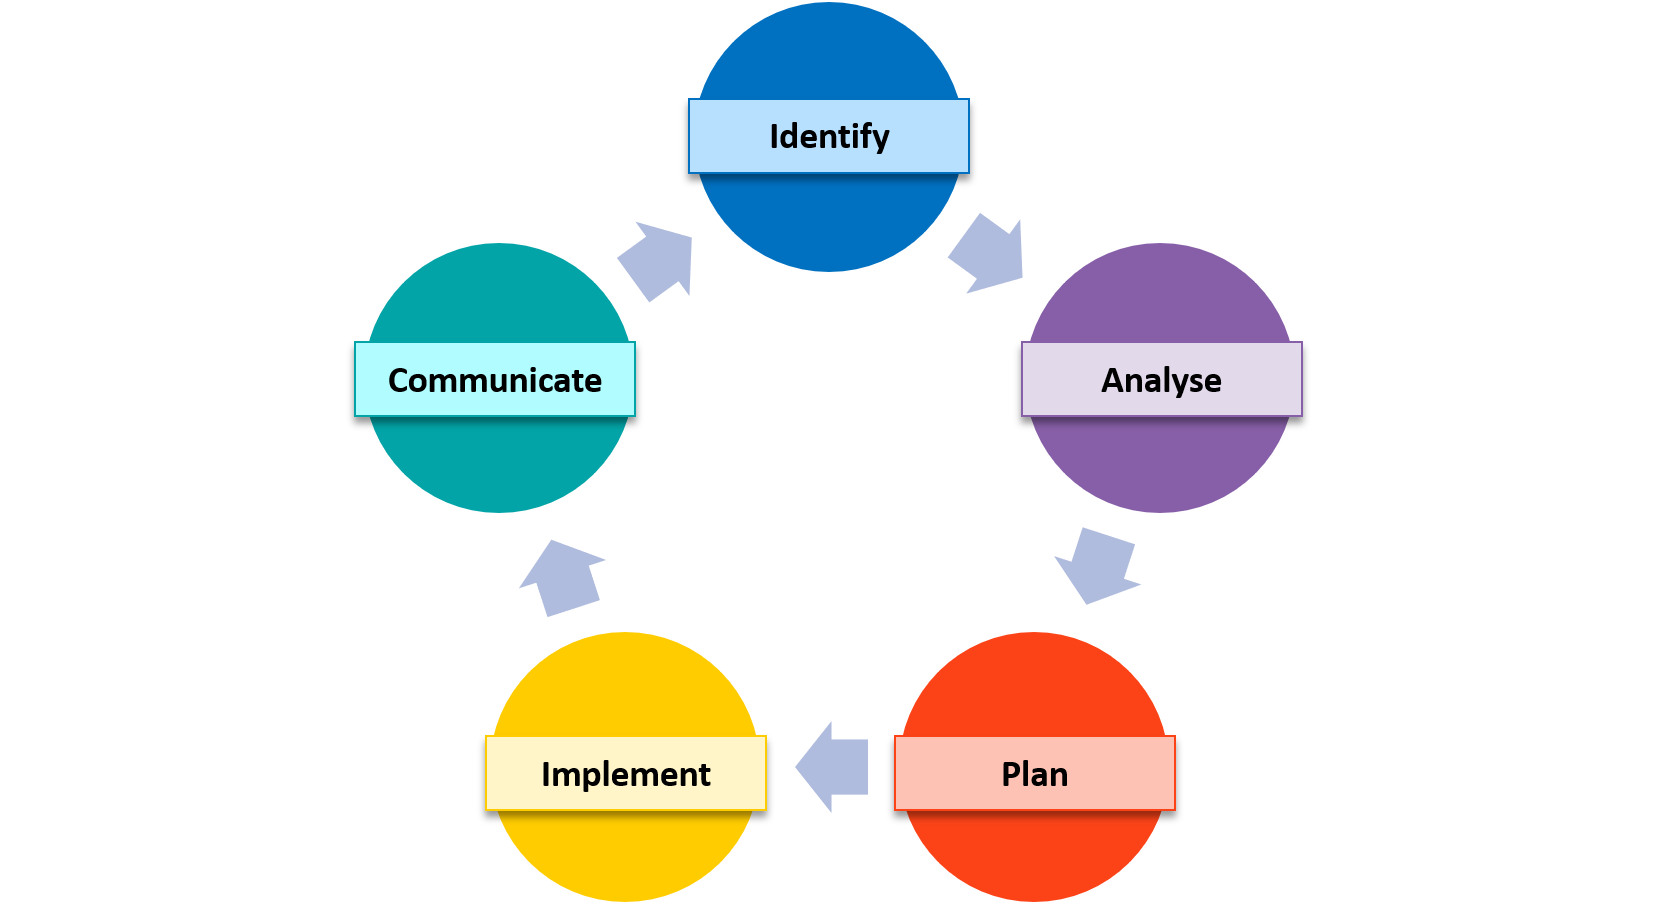 Identify
Analyse
Plan
Implement
Communicate